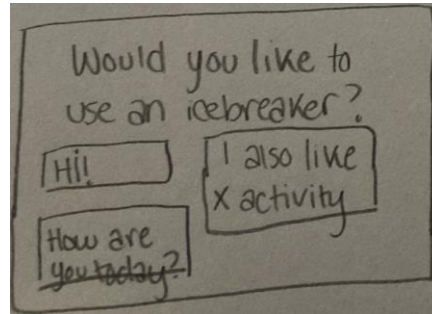 Would you like to
use an icebreaker?
Hi!
I also like
X activity
How are
you today?